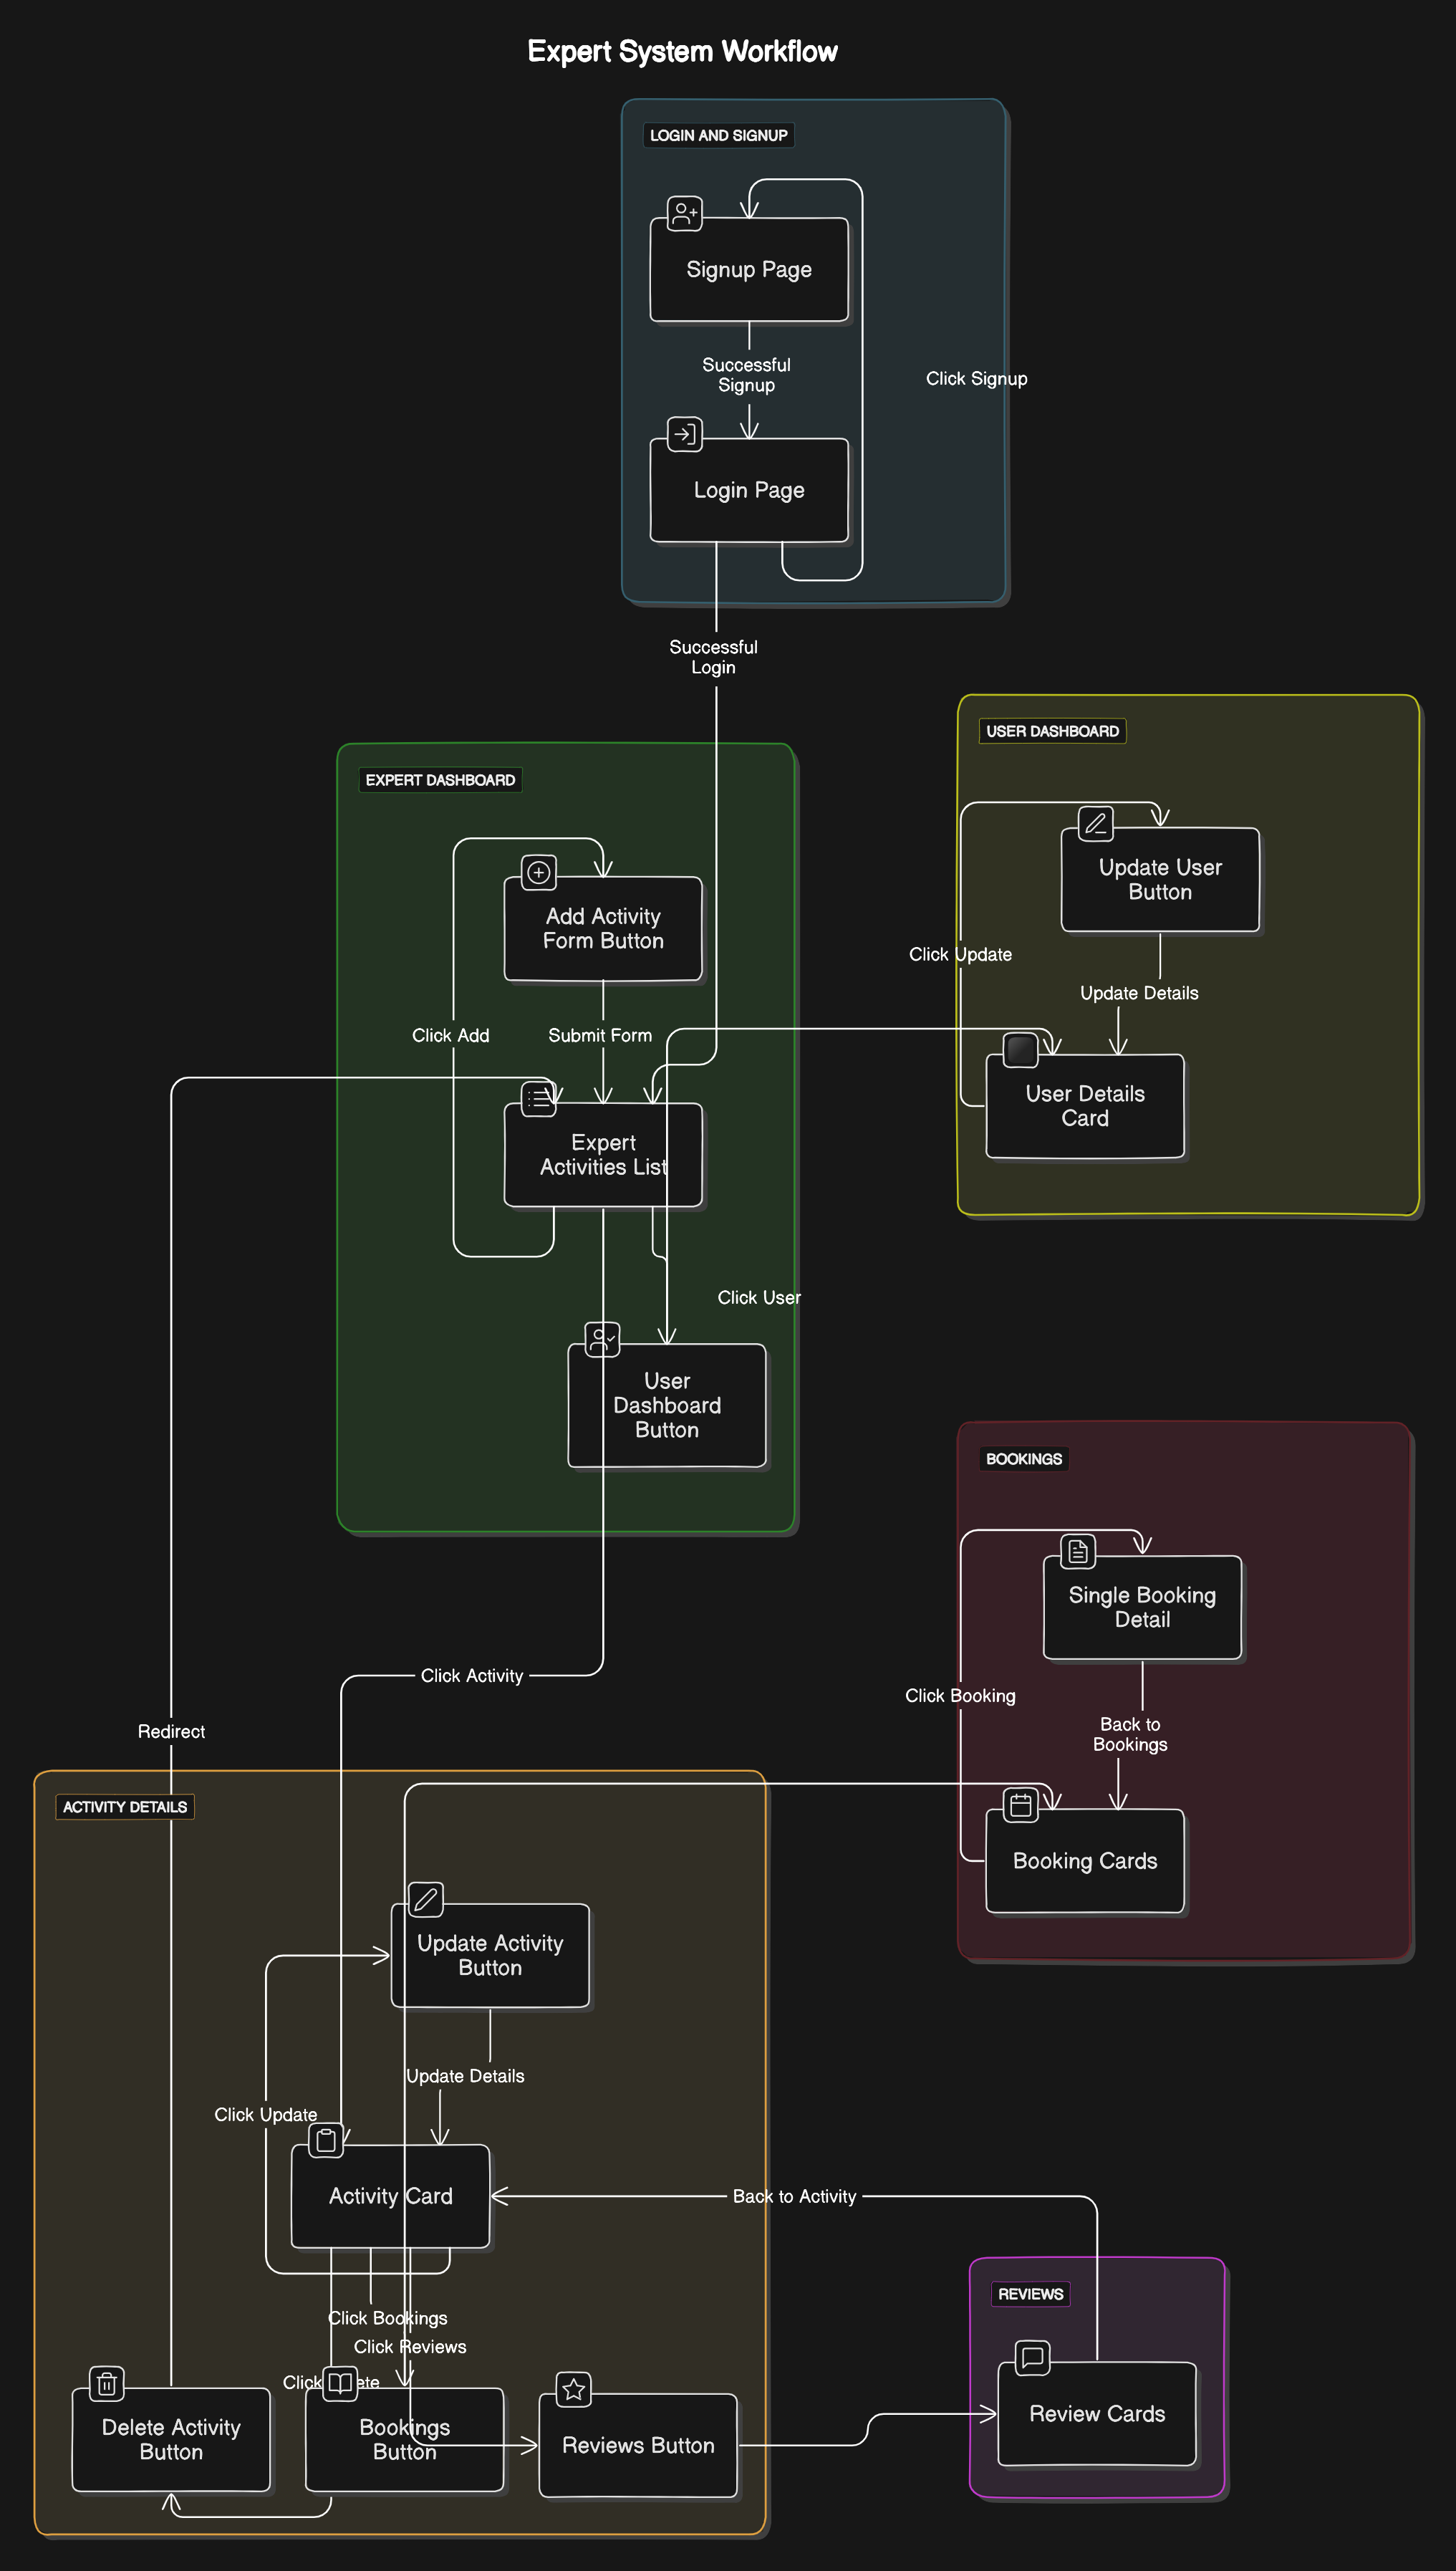 Expert System Workflow
LOGIN AND SIGNUP
Signup Page
Successful
Signup
Click Signup
Login Page
Successful
Login
USER DASHBOARD
Update User
Button
Click Update
Update Details
User Details
Card
EXPERT DASHBOARD
Add Activity
Form Button
Click Add
Submit Form
Expert
Activities List
Click User
User
Dashboard
Button
BOOKINGS
Single Booking
Detail
Click Booking
Back to
Bookings
Booking Cards
Click Activity
Redirect
ACTIVITY DETAILS
Update Activity
Button
Update Details
Click Update
Activity Card
Back to Activity
Click Bookings
Click Reviews
Click
Delete Activity
Button
Bookings
Button
Reviews Button
REVIEWS
Review Cards